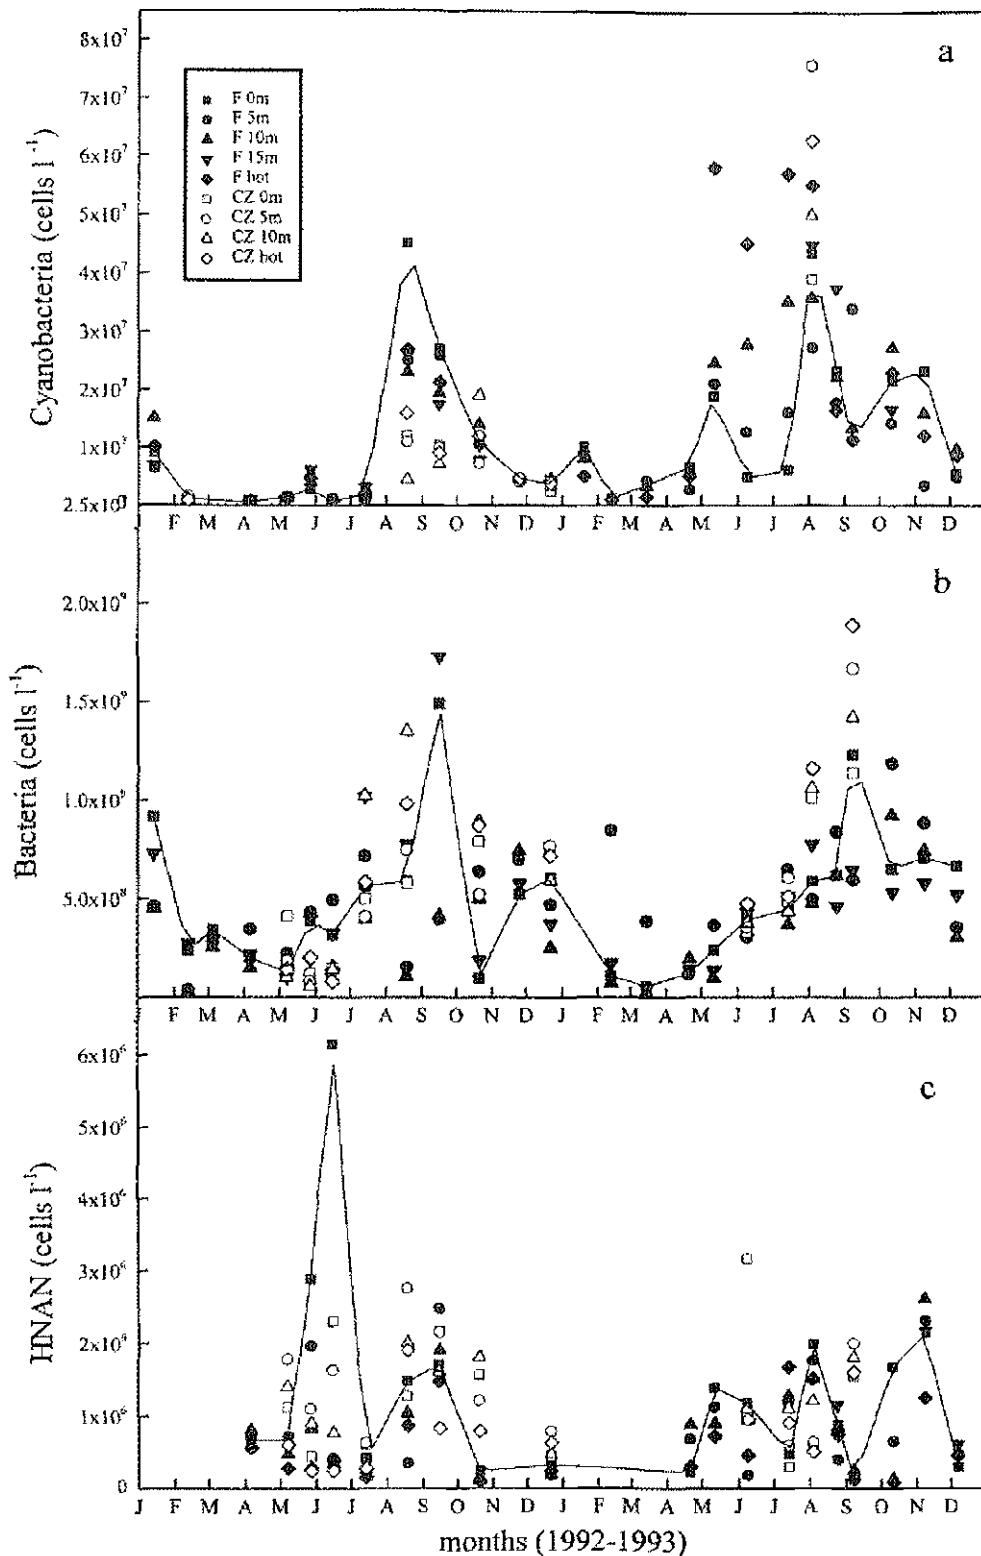 a
8x10⁷
7x10⁷
6x10⁷
5x10⁷
4x10⁷
3x10⁷
2x10⁷
1x10⁷
2.5x10⁰
Cyanobacteria (cells l⁻¹)
F 0m
F 5m
F 10m
F 15m
F bot
CZ 0m
CZ 5m
CZ 10m
CZ bot
J F M A M J J A S O N D J F M A M J J A S O N D
b
2.0x10⁹
1.5x10⁹
1.0x10⁹
5.0x10⁸
Bacteria (cells l⁻¹)
J F M A M J J A S O N D J F M A M J J A S O N D
c
6x10⁶
5x10⁶
4x10⁶
3x10⁶
2x10⁶
1x10⁶
0
HNAN (cells l⁻¹)
J F M A M J J A S O N D J F M A M J J A S O N D
months (1992-1993)